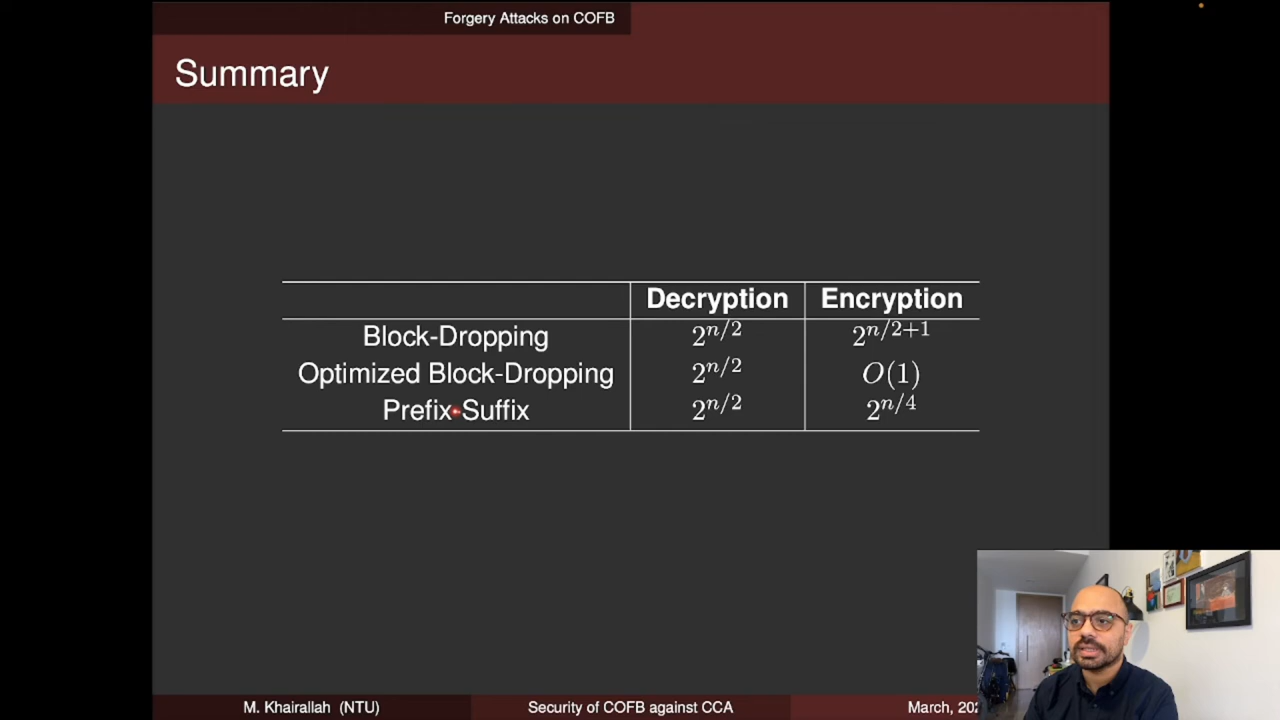 Forgery Attacks on COFB
Summary
Decryption Encryption
Block-Dropping 2^{n/2} 2^{n/2+1}
Optimized Block-Dropping 2^{n/2} O(1)
Prefix Suffix 2^{n/2} 2^{n/4}
M. Khairallah (NTU) Security of COFB against CCA March,